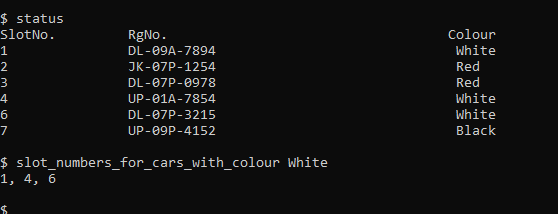 $ status
SlotNo. RgNo. Colour
1 DL-09A-7894 White
2 JK-07P-1254 Red
3 DL-07P-0978 Red
4 UP-01A-7854 White
6 DL-07P-3215 White
7 UP-09P-4152 Black
$ slot_numbers_for_cars_with_colour White
1, 4, 6
$